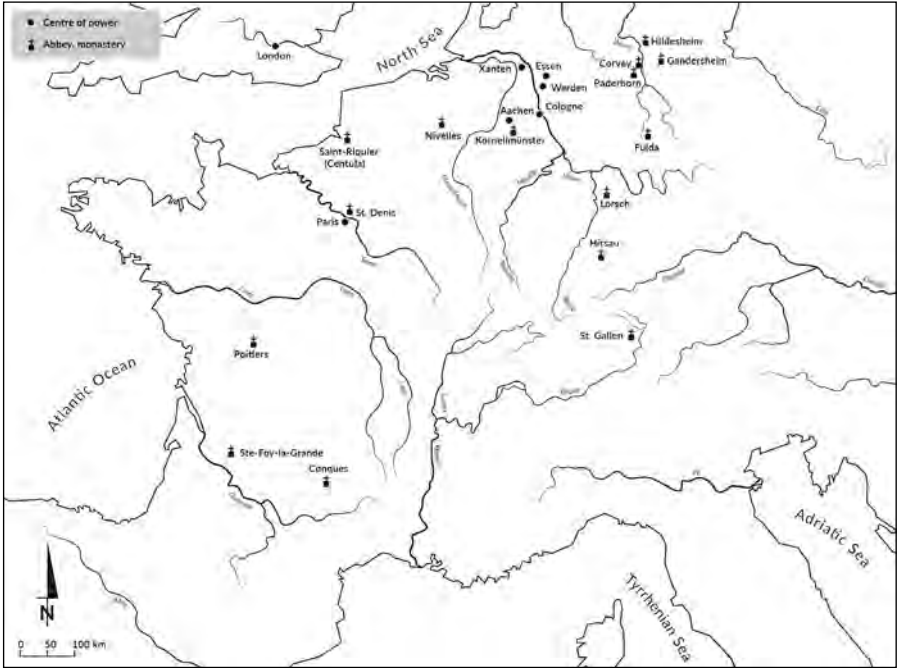 Centre of power
Abbey, monastery
London
North Sea
Xanten
Essen
Werden
Cologne
Aachen
Kornelimünster
Nivelles
Saint-Riquier
(Centula)
Hildesheim
Corvey
Gandersheim
Paderborn
Fulda
St. Denis
Paris
Lorsch
Hirsau
St. Gallen
Poitiers
Atlantic Ocean
Ste-Foy-la-Grande
Conques
Adriatic Sea
Tyrrhenian Sea
N
0 50 100 km